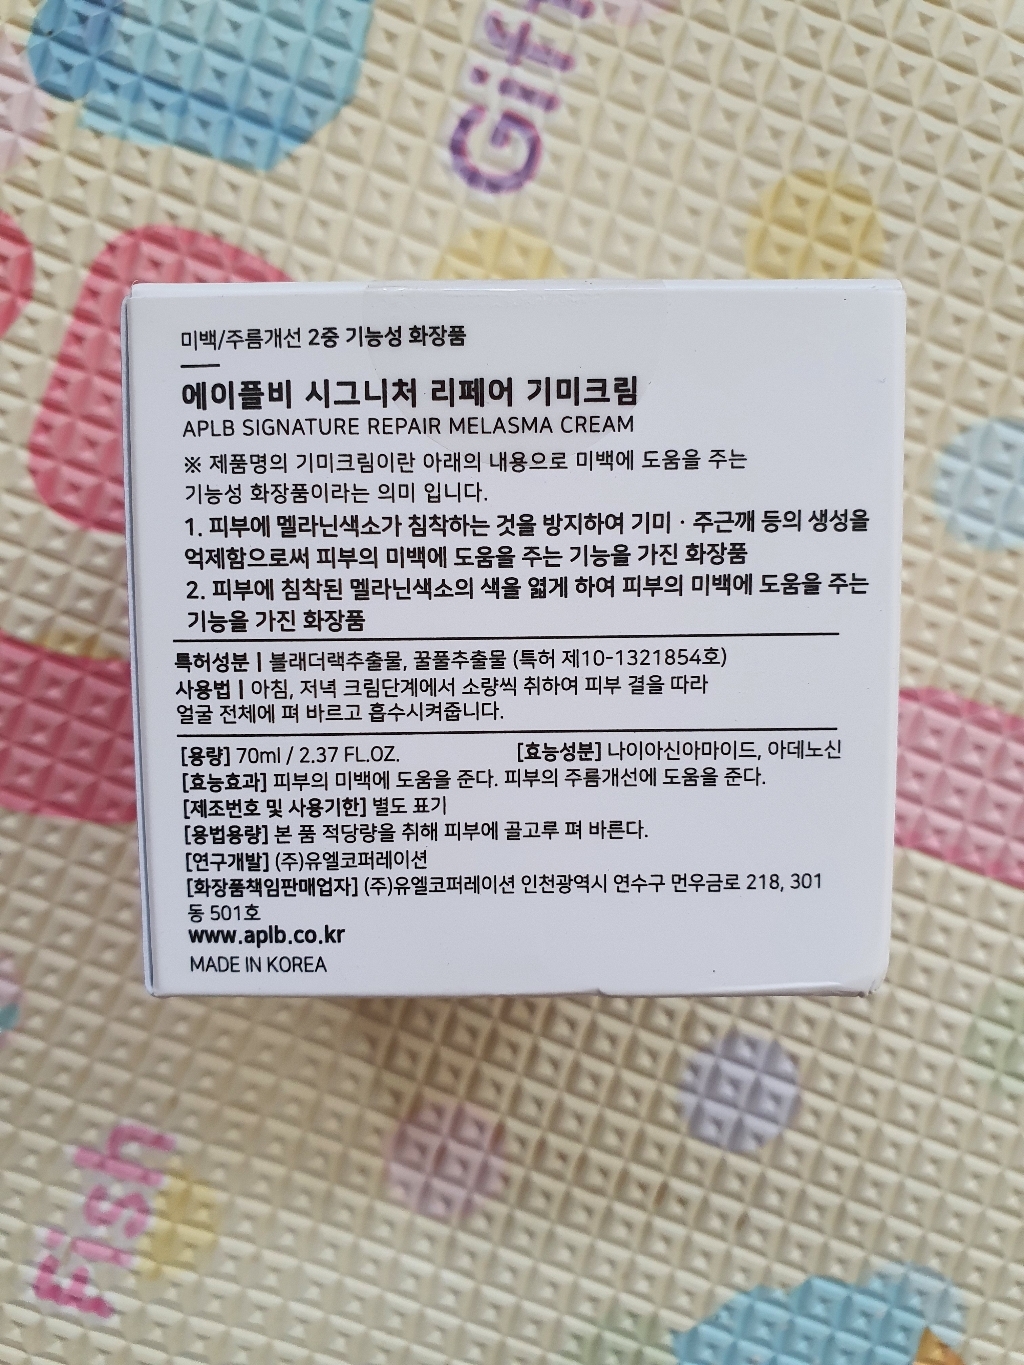 Gif
미백/주름개선 2중 기능성 화장품
에이플비 시그니처 리페어 기미크림
APLB SIGNATURE REPAIR MELASMA CREAM
※ 제품명의 기미크림이란 아래의 내용으로 미백에 도움을 주는
기능성 화장품이라는 의미 입니다.
1. 피부에 멜라닌색소가 침착하는 것을 방지하여 기미 · 주근깨 등의 생성을
억제함으로써 피부의 미백에 도움을 주는 기능을 가진 화장품
2. 피부에 침착된 멜라닌색소의 색을 엷게 하여 피부의 미백에 도움을 주는
기능을 가진 화장품
특허성분 | 볼래더랙추출물, 꿀풀추출물 (특허 제10-1321854호)
사용법 | 아침, 저녁 크림단계에서 소량씩 취하여 피부 결을 따라
얼굴 전체에 펴 바르고 흡수시켜줍니다.
[용량] 70ml / 2.37 FL.OZ. [효능성분] 나이아신아마이드, 아데노신
[효능효과] 피부의 미백에 도움을 준다. 피부의 주름개선에 도움을 준다.
[제조번호 및 사용기한] 별도 표기
[용법용량] 본 품 적당량을 취해 피부에 골고루 펴 바른다.
[연구개발] (주)유엘코퍼레이션
[화장품책임판매업자] (주)유엘코퍼레이션 인천광역시 연수구 먼우금로 218, 301
동 501호
www.aplb.co.kr
MADE IN KOREA
Fish